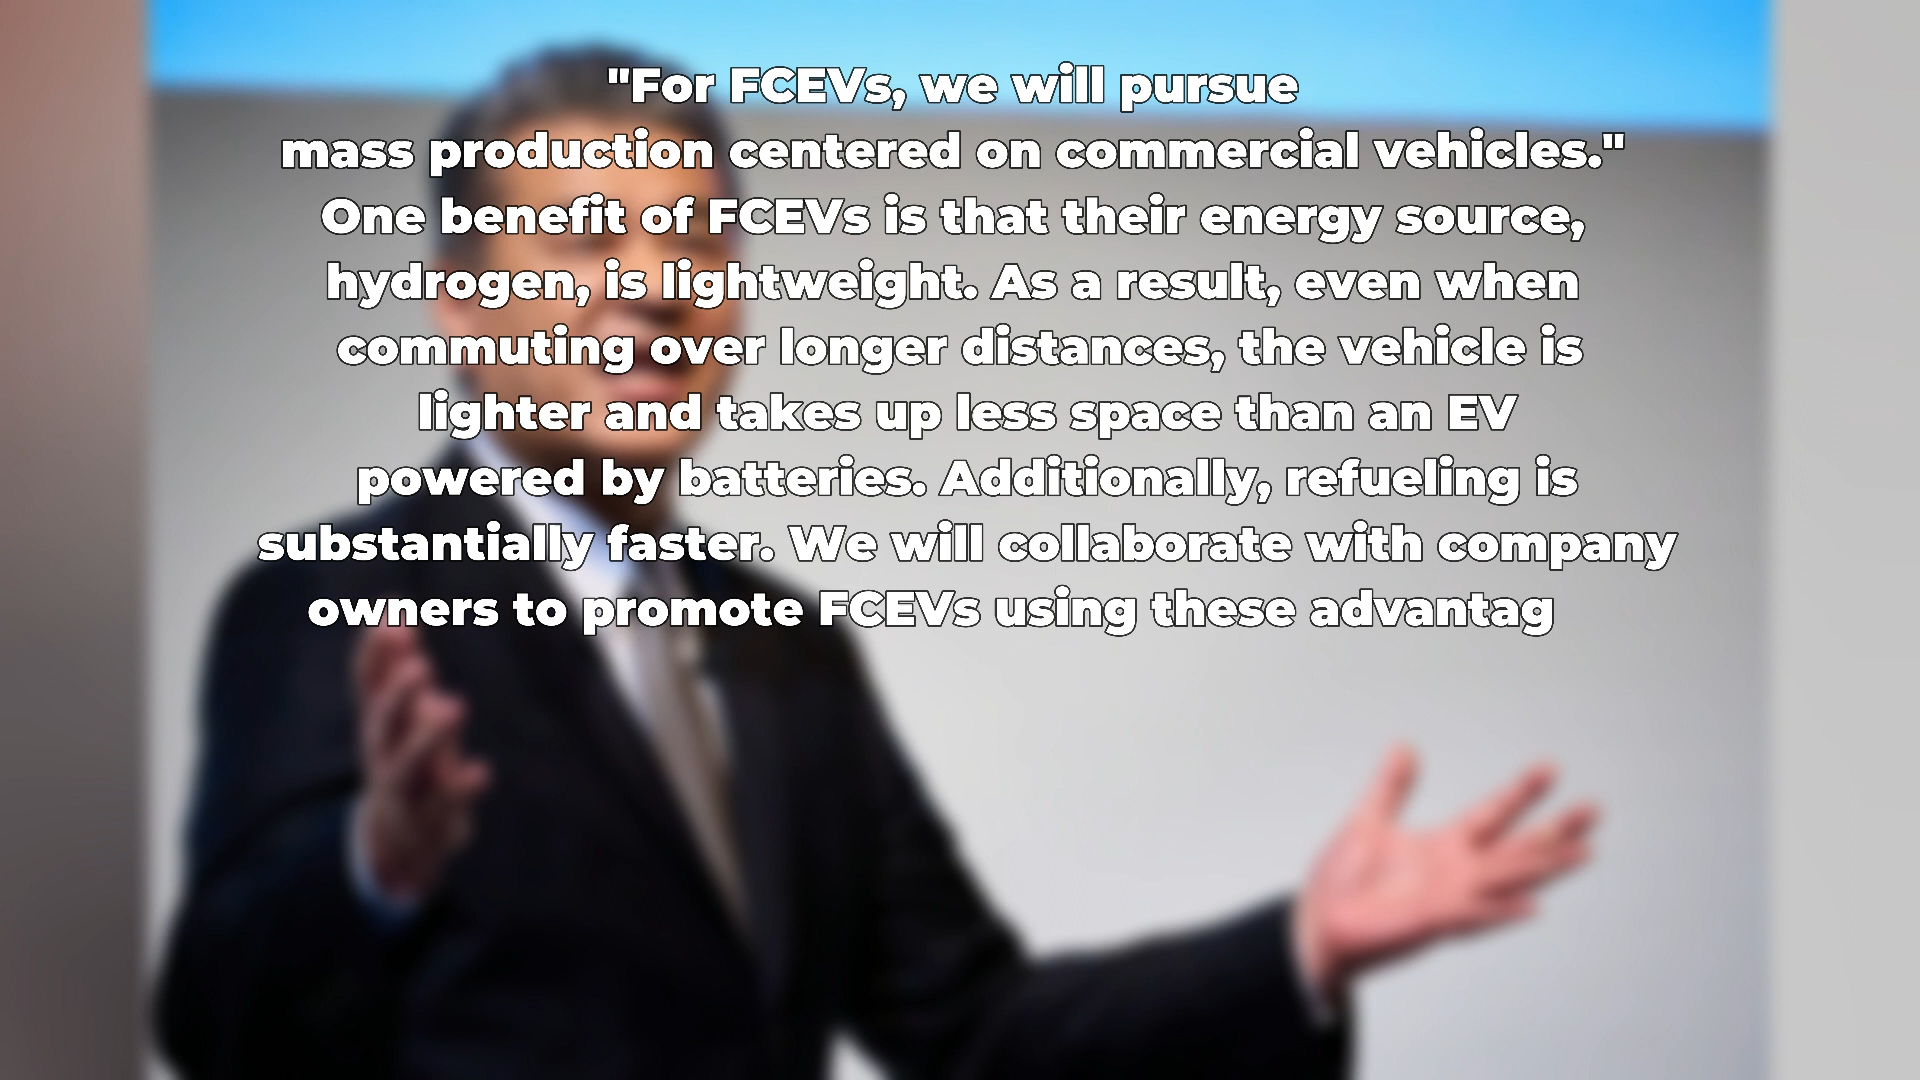 "For FCEVs, we will pursue
mass production centered on commercial vehicles."
One benefit of FCEVs is that their energy source,
hydrogen, is lightweight. As a result, even when
commuting over longer distances, the vehicle is
lighter and takes up less space than an EV
powered by batteries. Additionally, refueling is
substantially faster. We will collaborate with company
owners to promote FCEVs using these advantag